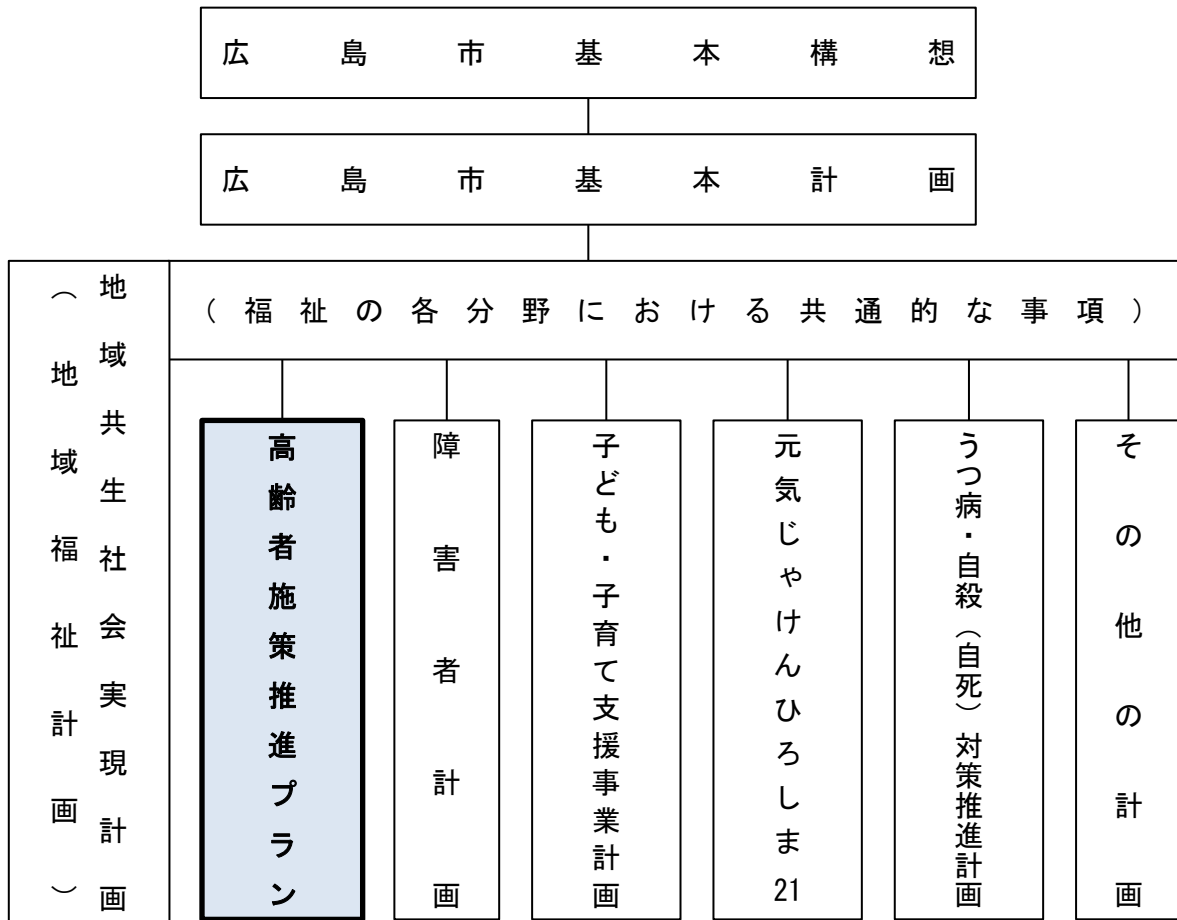 広島市基本構想
広島市基本計画
地域共生社会実現計画
（地域福祉計画）
（福祉の各分野における共通的な事項）
高齢者施策推進プラン
障害者計画
子ども・子育て支援事業計画
元気じゃけんひろしま21
うつ病・自殺（自死）対策推進計画
その他の計画